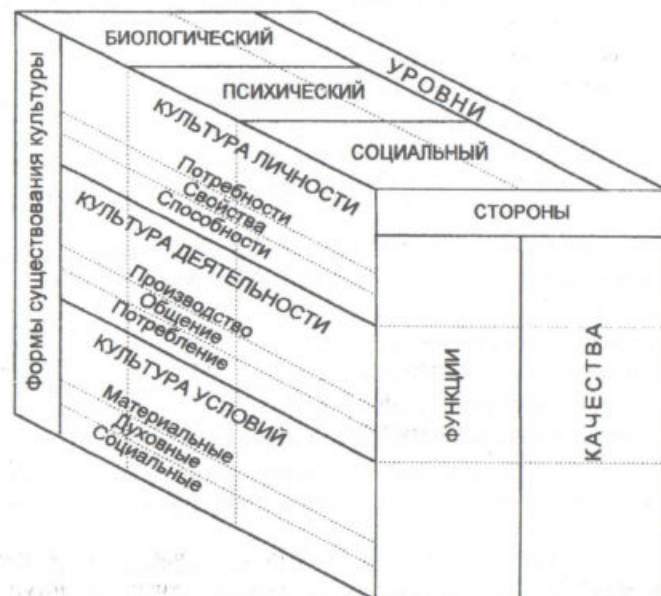 БИОЛОГИЧЕСКИЙ
ПСИХИЧЕСКИЙ
СОЦИАЛЬНЫЙ
УРОВНИ
Формы существования культуры
КУЛЬТУРА ЛИЧНОСТИ
Потребности
Свойства
Способности
КУЛЬТУРА ДЕЯТЕЛЬНОСТИ
Производство
Общение
Потребление
КУЛЬТУРА УСЛОВИЙ
Материальные
Духовные
Социальные
СТОРОНЫ
ФУНКЦИИ
КАЧЕСТВА